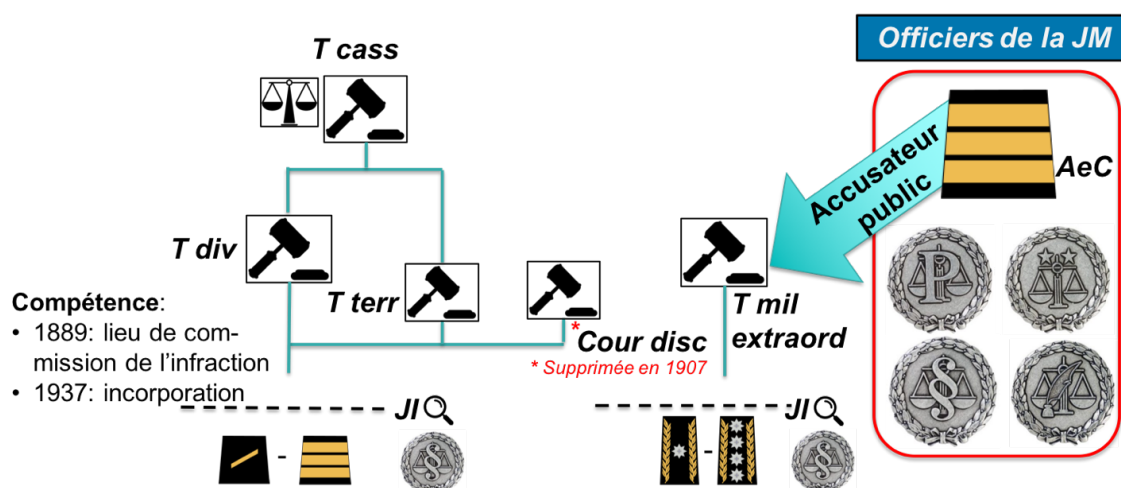 Officiers de la JM
T cass
AeC
Accusateur
public
T div
T terr
T mil
extraord
* Cour disc
* Supprimée en 1907
Compétence:
• 1889: lieu de com-
mission de l'infraction
• 1937: incorporation
JI
JI
-
-